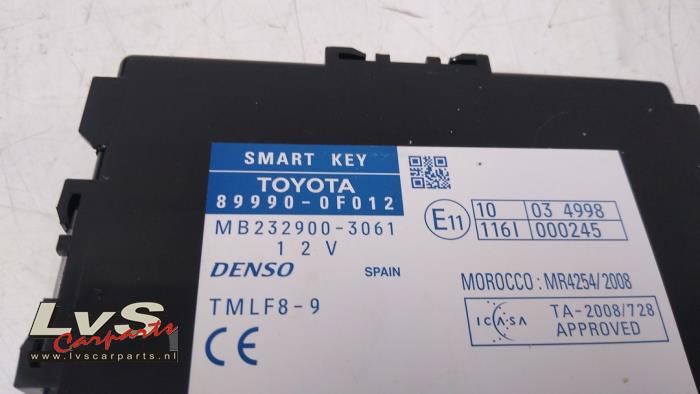 SMART KEY
TOYOTA
89990-0F012
MB232900-3061
12V
DENSO SPAIN
TMLF8-9
CE
E11
10 03 4998
116I 000245
MOROCCO : MR4254/2008
ICASA
TA-2008/728
APPROVED
LvS
Carparts
www.lvscarparts.nl